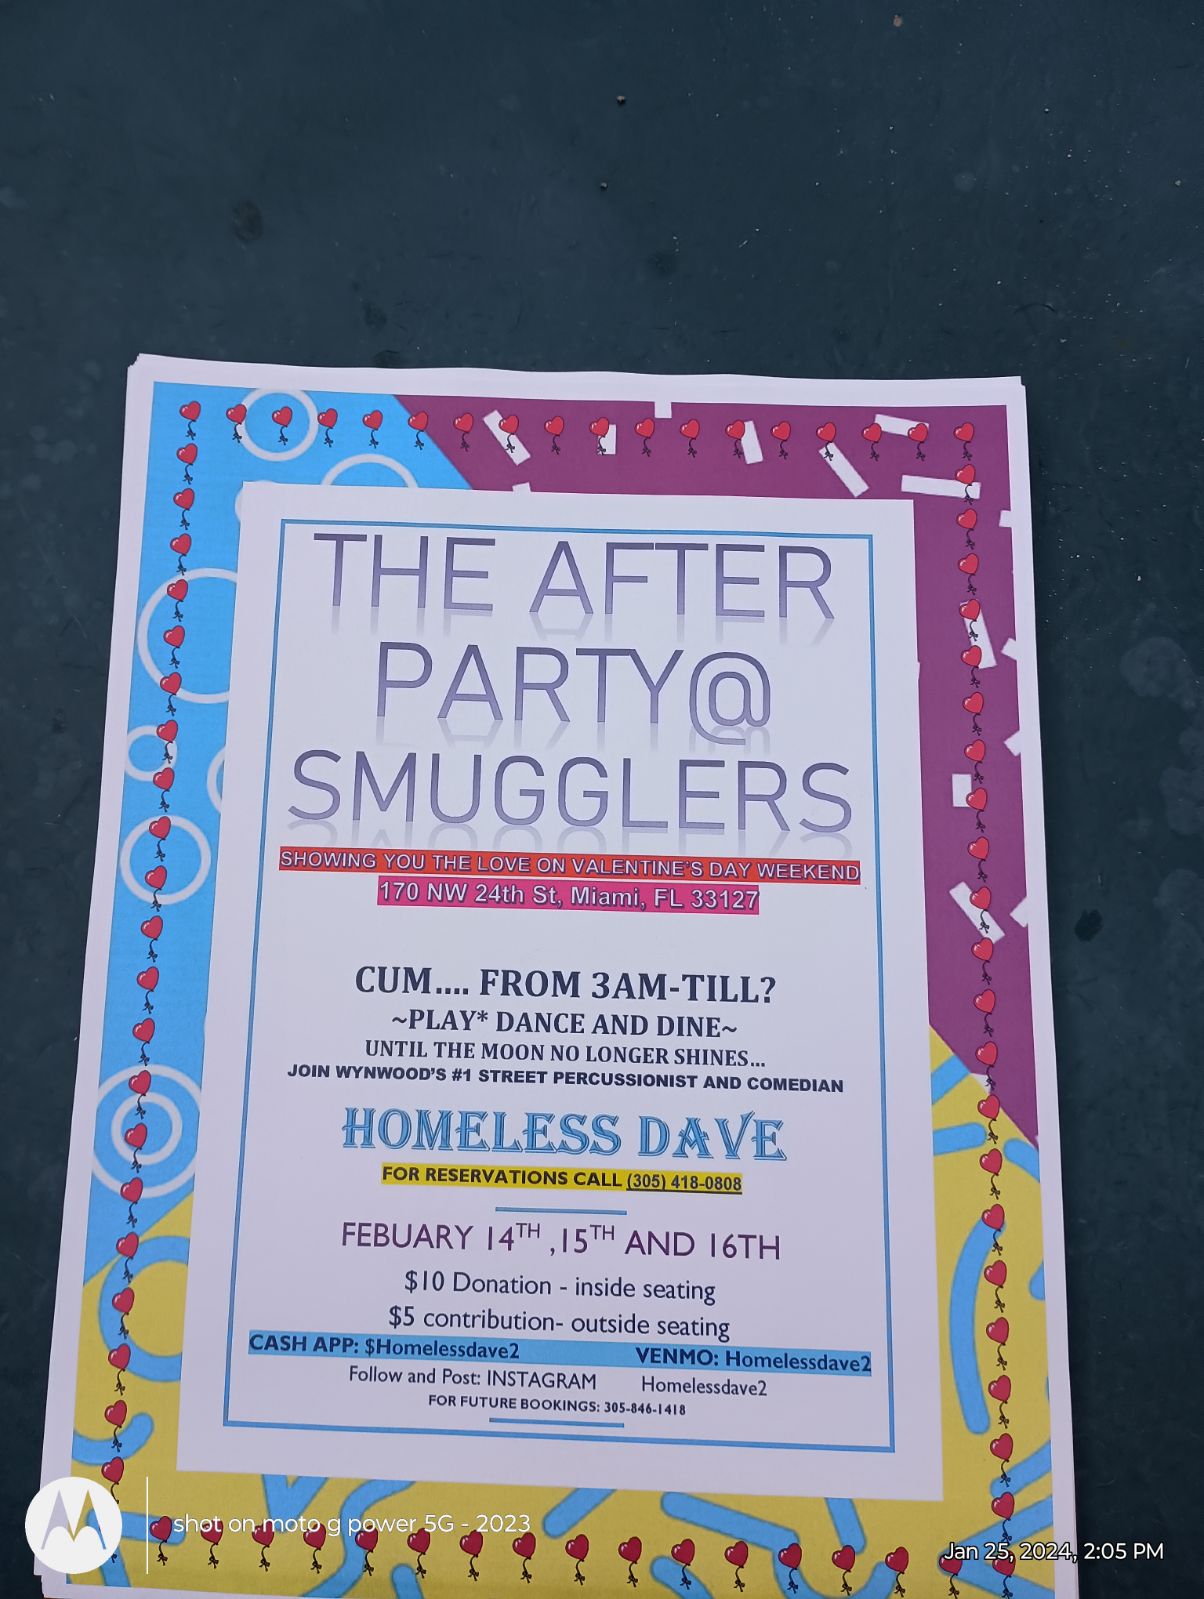 THE AFTER
PARTY@
SMUGGLERS
SHOWING YOU THE LOVE ON VALENTINE'S DAY WEEKEND
170 NW 24th St, Miami, FL 33127
CUM.... FROM 3AM-TILL?
~PLAY* DANCE AND DINE~
UNTIL THE MOON NO LONGER SHINES...
JOIN WYNWOOD'S #1 STREET PERCUSSIONIST AND COMEDIAN
HOMELESS DAVE
FOR RESERVATIONS CALL (305) 418-0808
FEBUARY 14TH ,15TH AND 16TH
$10 Donation - inside seating
$5 contribution- outside seating
CASH APP: $Homelessdave2 VENMO: Homelessdave2
Follow and Post: INSTAGRAM Homelessdave2
FOR FUTURE BOOKINGS: 305-846-1418
shot on moto g power 5G - 2023
Jan 25, 2024, 2:05 PM